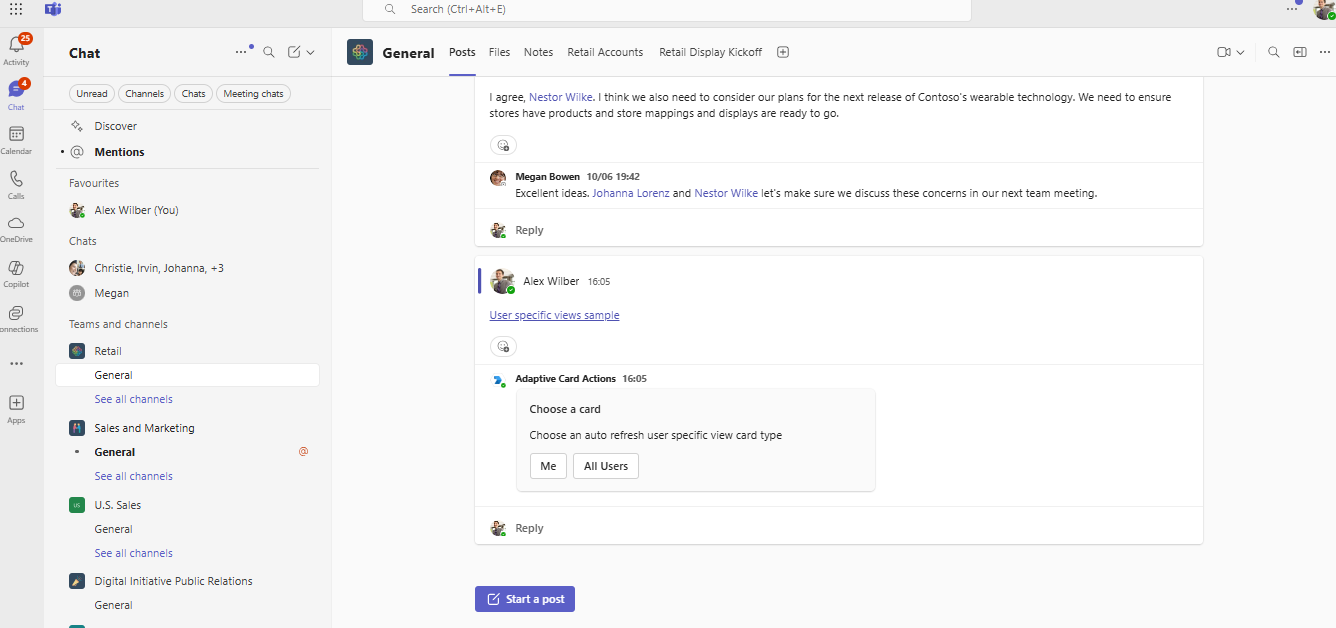 Search (Ctrl+Alt+E)
25
Activity
4
Chat
Calendar
Calls
OneDrive
Copilot
onnections
Apps
Chat
Unread
Channels
Chats
Meeting chats
Discover
Mentions
Favourites
Alex Wilber (You)
Chats
Christie, Irvin, Johanna, +3
Megan
Teams and channels
Retail
General
See all channels
Sales and Marketing
General
See all channels
US
U.S. Sales
General
See all channels
Digital Initiative Public Relations
General
General
Posts
Files
Notes
Retail Accounts
Retail Display Kickoff
I agree, Nestor Wilke. I think we also need to consider our plans for the next release of Contoso's wearable technology. We need to ensure
stores have products and store mappings and displays are ready to go.
Megan Bowen 10/06 19:42
Excellent ideas. Johanna Lorenz and Nestor Wilke let's make sure we discuss these concerns in our next team meeting.
Reply
Alex Wilber 16:05
User specific views sample
Adaptive Card Actions 16:05
Choose a card
Choose an auto refresh user specific view card type
Me
All Users
Reply
Start a post